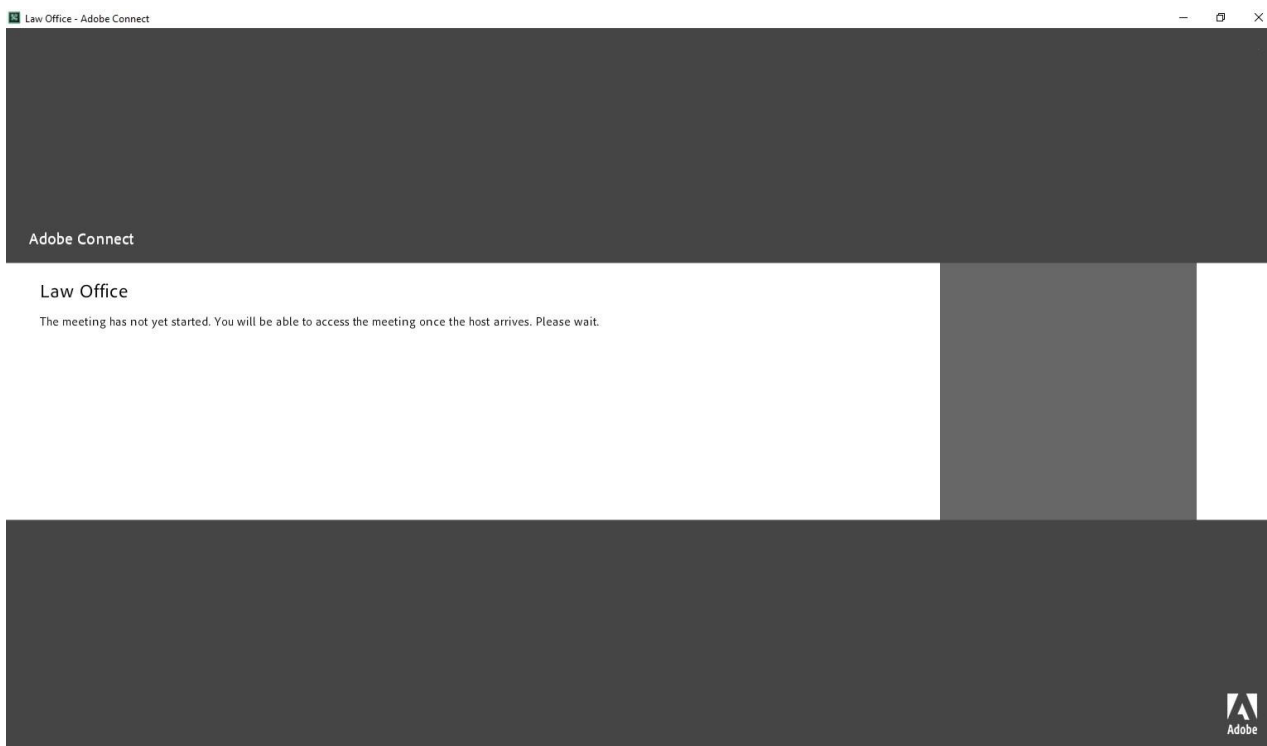 Law Office - Adobe Connect
Adobe Connect
Law Office
The meeting has not yet started. You will be able to access the meeting once the host arrives. Please wait.
Adobe